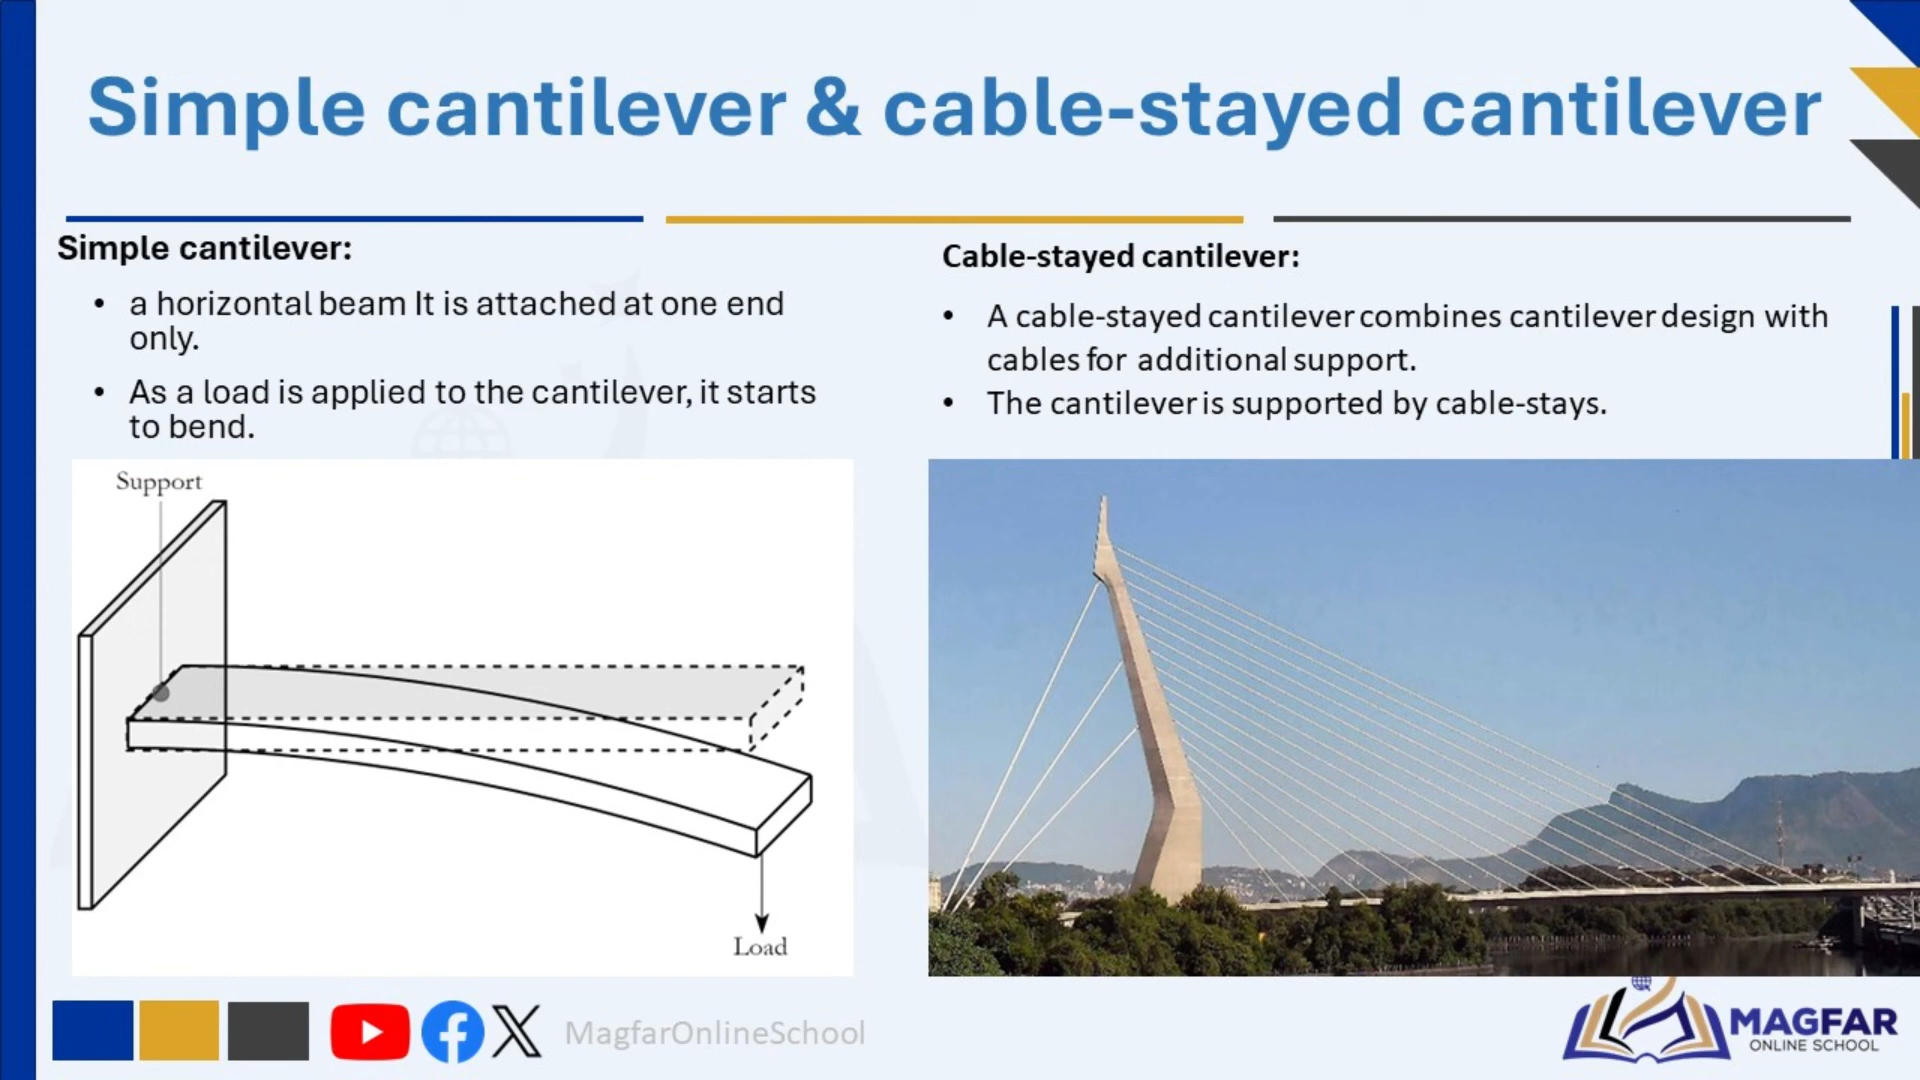 Simple cantilever & cable-stayed cantilever
Simple cantilever:
• a horizontal beam It is attached at one end
only.
• As a load is applied to the cantilever, it starts
to bend.
Support
Load
Cable-stayed cantilever:
• A cable-stayed cantilever combines cantilever design with
cables for additional support.
• The cantilever is supported by cable-stays.
MagfarOnlineSchool
MAGFAR
ONLINE SCHOOL